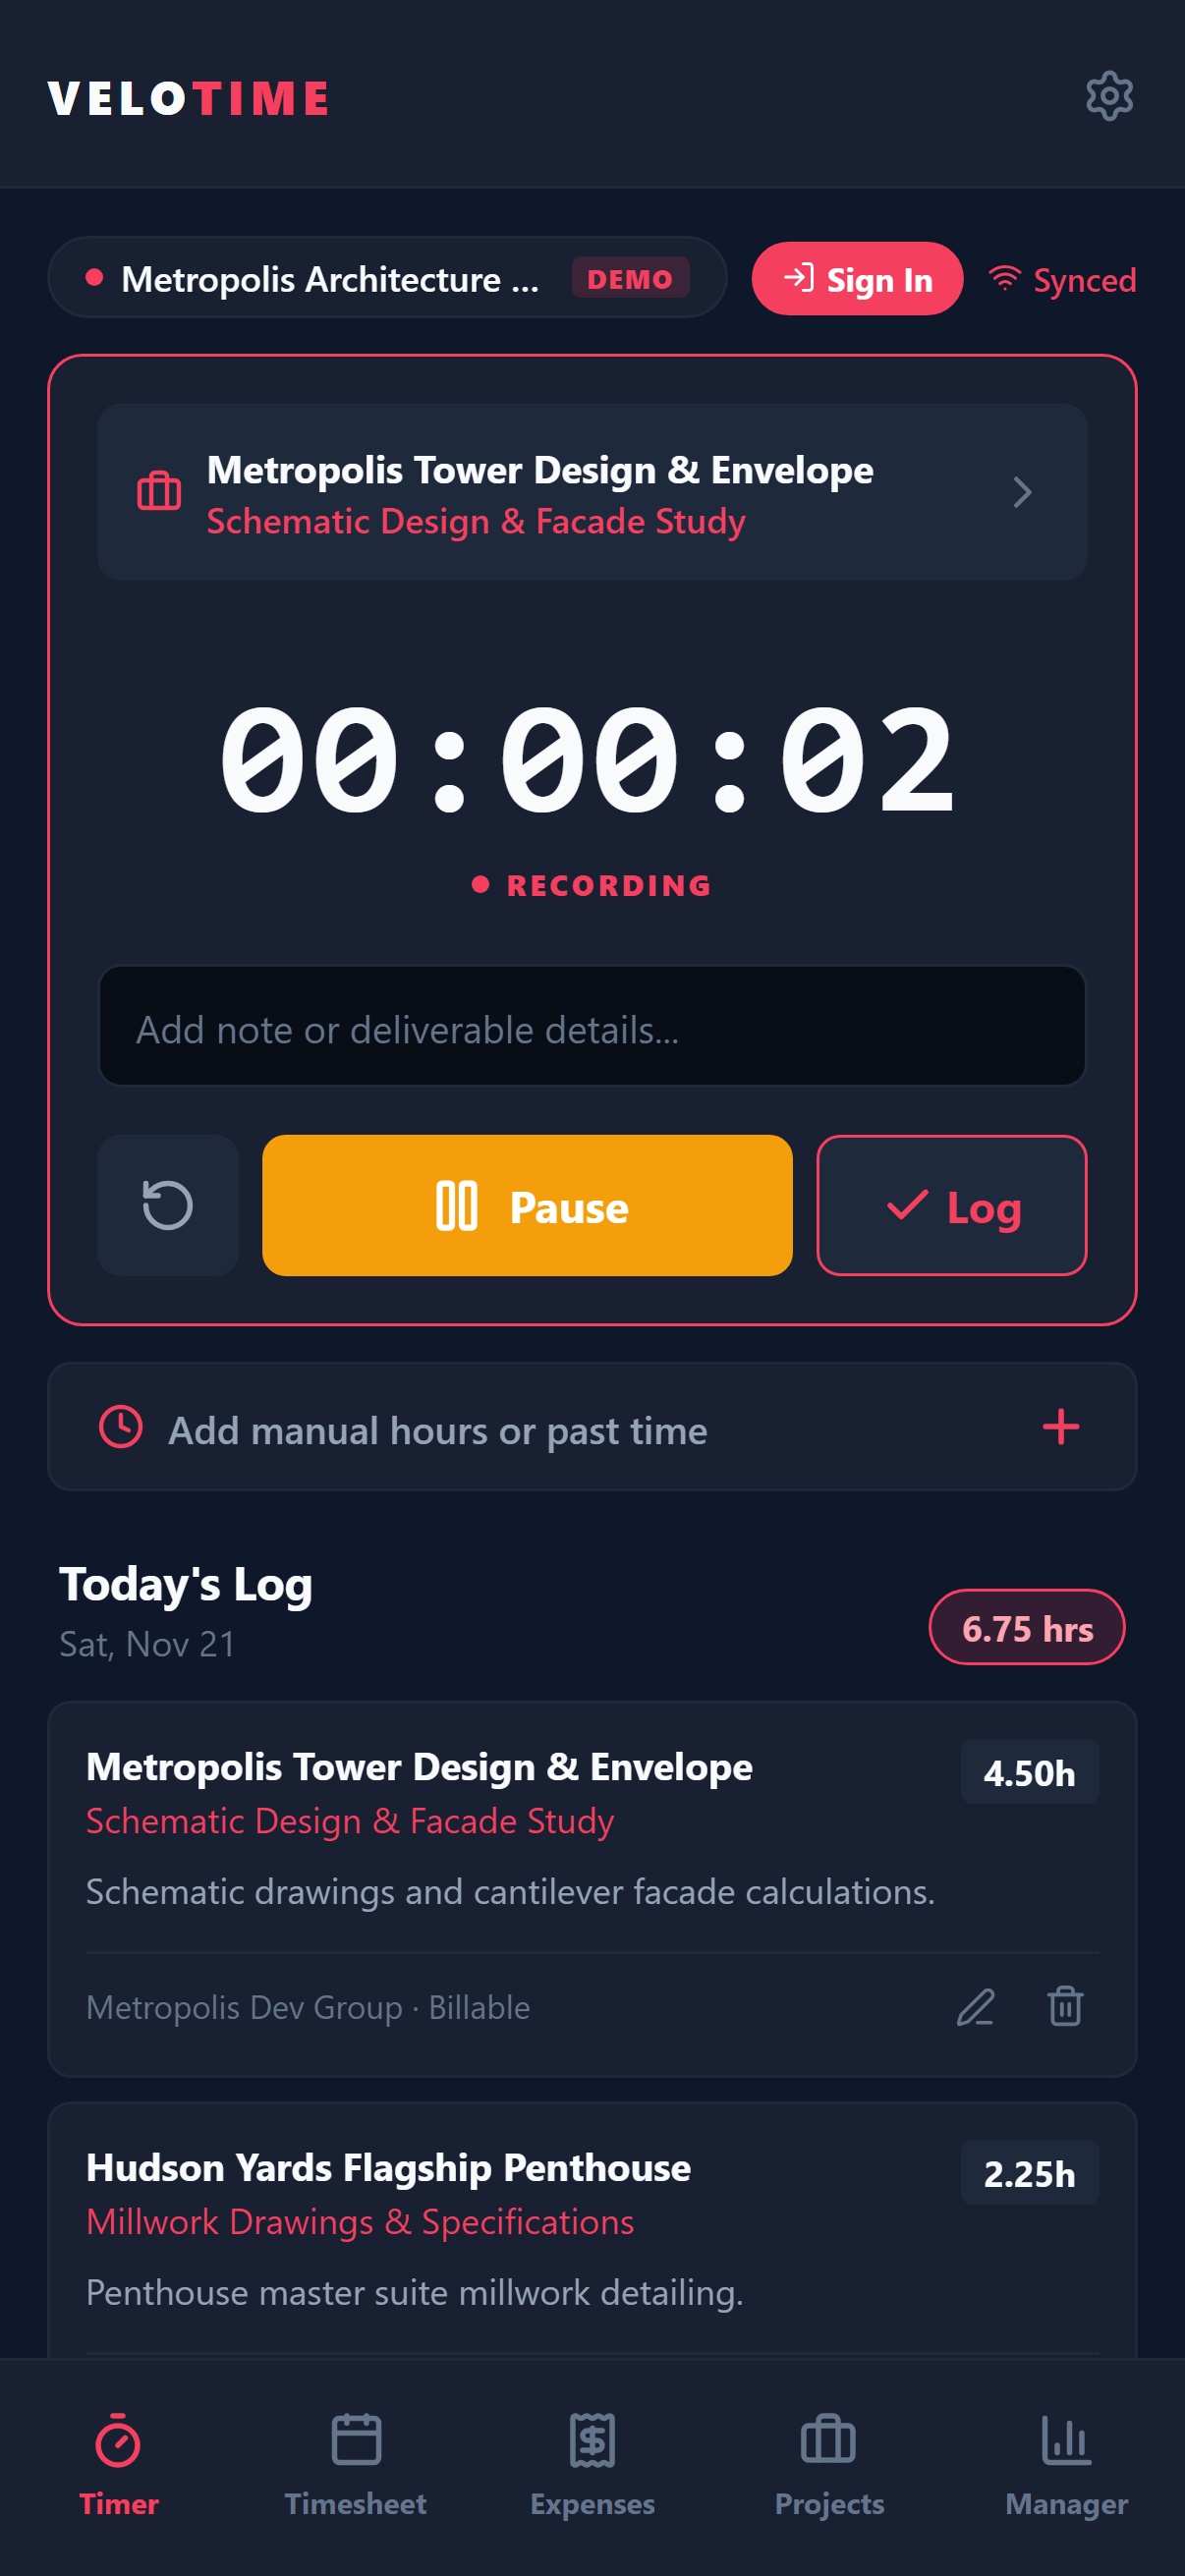 VELOTIME
Metropolis Architecture ... DEMO Sign In Synced
Metropolis Tower Design & Envelope
Schematic Design & Facade Study
00:00:02
RECORDING
Add note or deliverable details...
Pause Log
Add manual hours or past time
Today's Log
Sat, Nov 21
6.75 hrs
Metropolis Tower Design & Envelope 4.50h
Schematic Design & Facade Study
Schematic drawings and cantilever facade calculations.
Metropolis Dev Group · Billable
Hudson Yards Flagship Penthouse 2.25h
Millwork Drawings & Specifications
Penthouse master suite millwork detailing.
Timer Timesheet Expenses Projects Manager